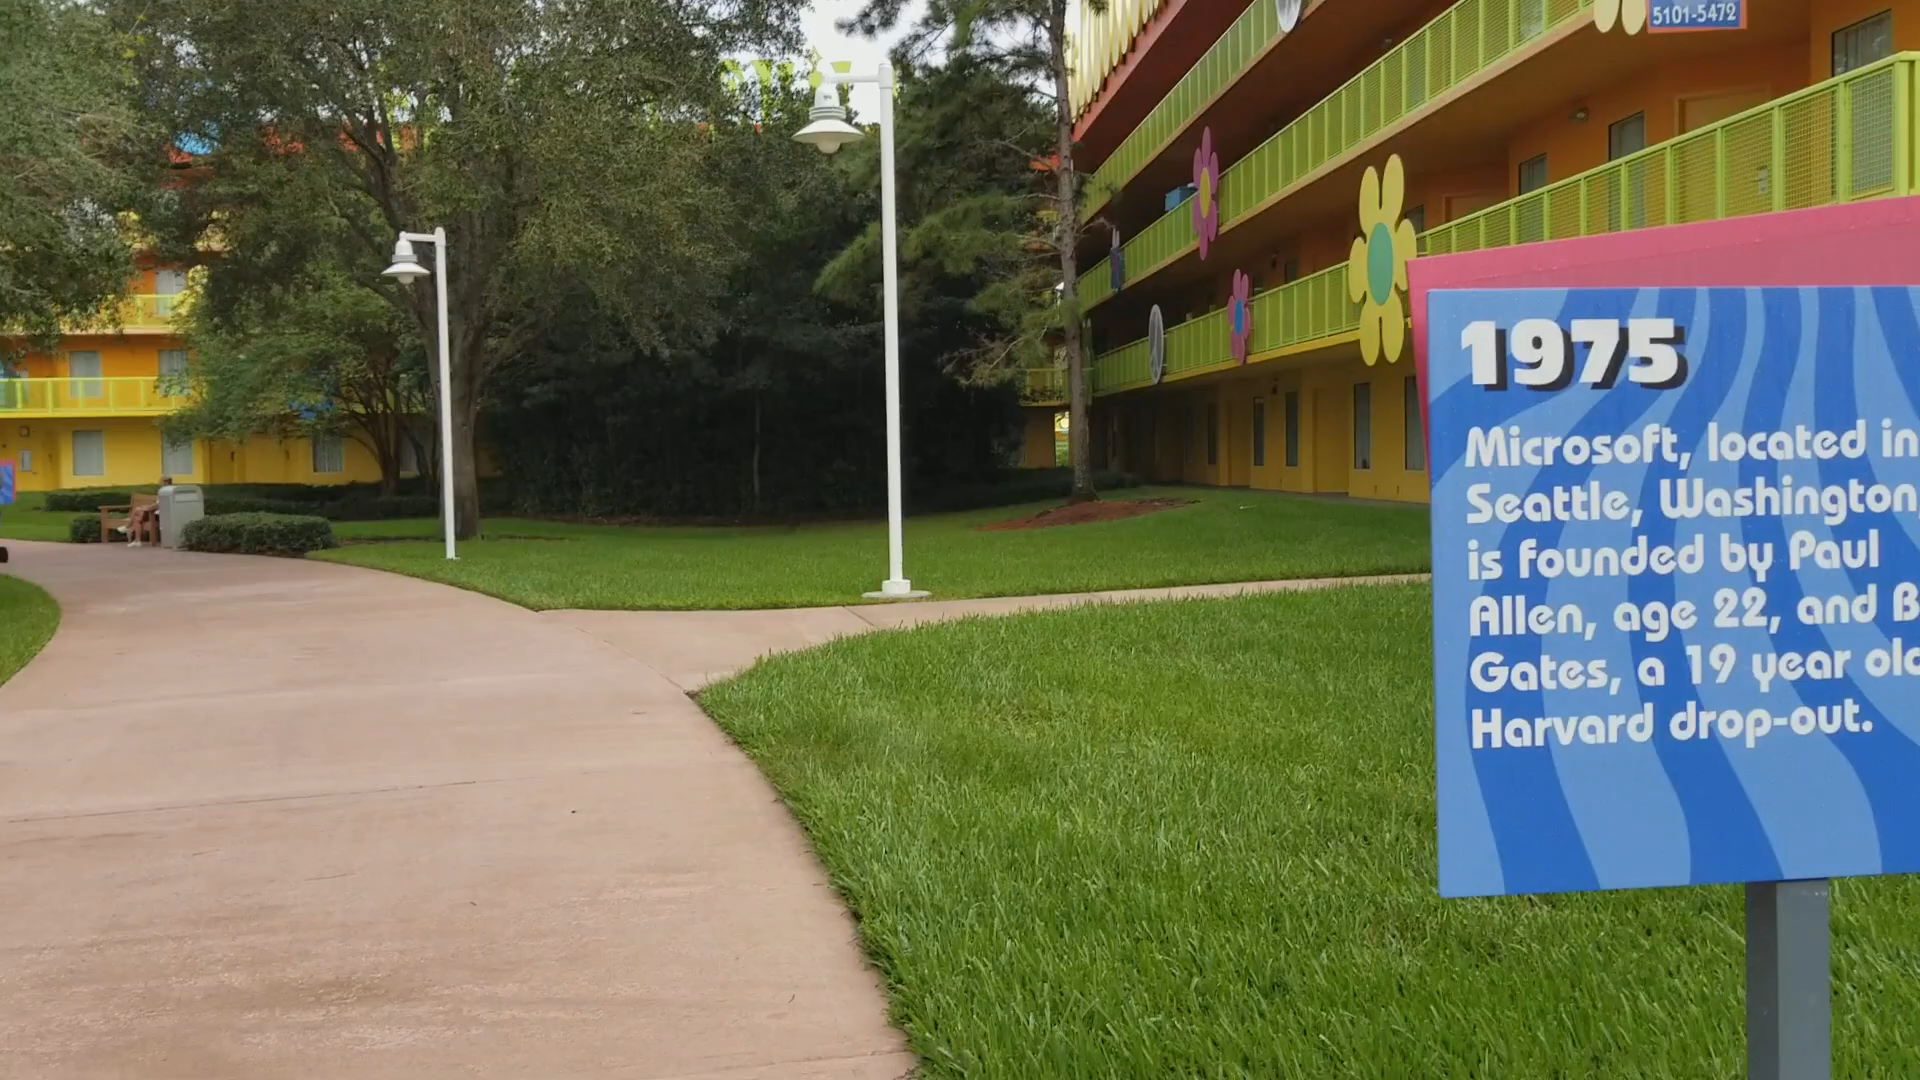 5101-5472
1975
Microsoft, located in
Seattle, Washington
is founded by Paul
Allen, age 22, and B
Gates, a 19 year old
Harvard drop-out.